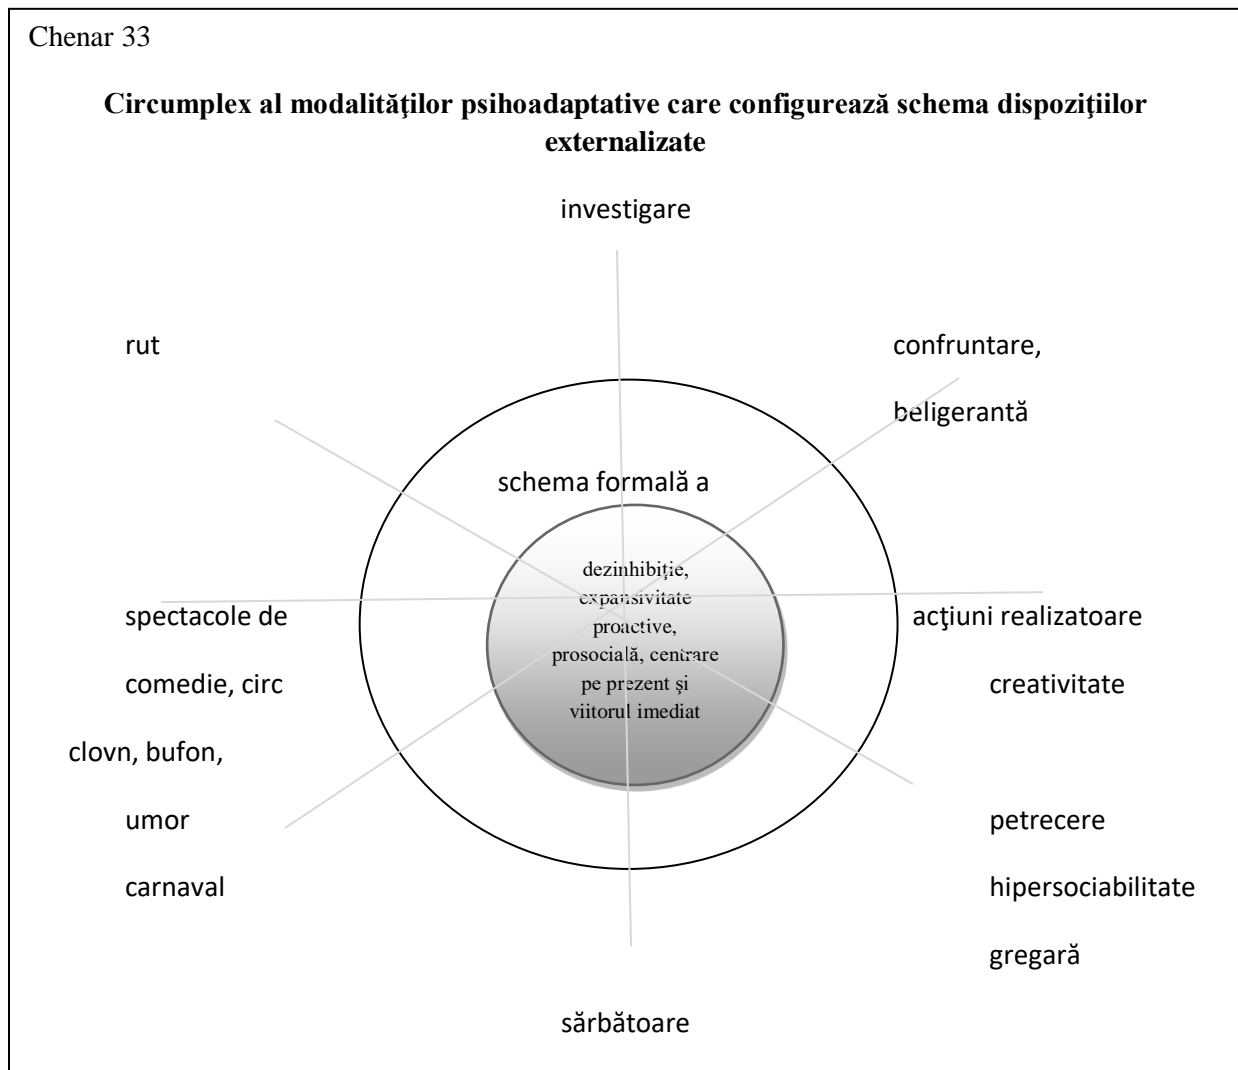 Chenar 33
Circumplex al modalităţilor psihoadaptative care configurează schema dispoziţiilor
externalizate
investigare
rut
confruntare,
beligerantă
schema formală a
dezinhibiţie,
expansivitate
proactive,
prosocială, centrare
pe prezent şi
viitorul imediat
spectacole de
acţiuni realizatoare
comedie, circ
creativitate
clovn, bufon,
umor
petrecere
carnaval
hipersociabilitate
gregară
sărbătoare